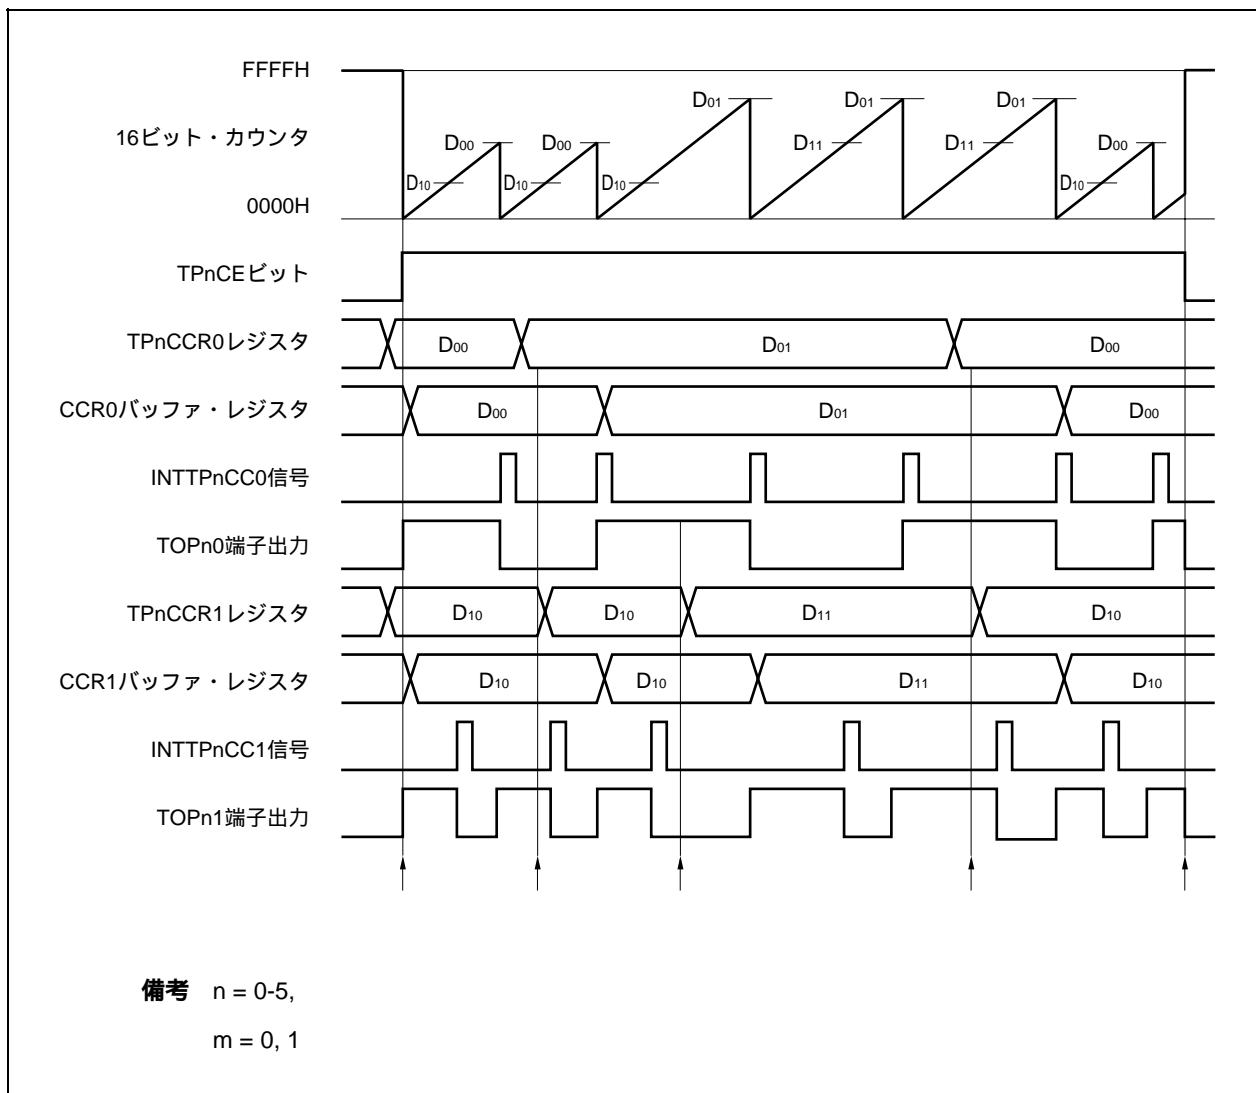 FFFFH
16ビット・カウンタ
0000H
D01 D01 D01
D00 D00 D11 D11 D00
D10 D10 D10 D10
TPnCEビット
TPnCCR0レジスタ D00 D01 D00
CCR0バッファ・レジスタ D00 D01 D00
INTTPnCC0信号
TOPn0端子出力
TPnCCR1レジスタ D10 D10 D11 D10
CCR1バッファ・レジスタ D10 D10 D11 D10
INTTPnCC1信号
TOPn1端子出力
備考 n = 0-5,
m = 0, 1